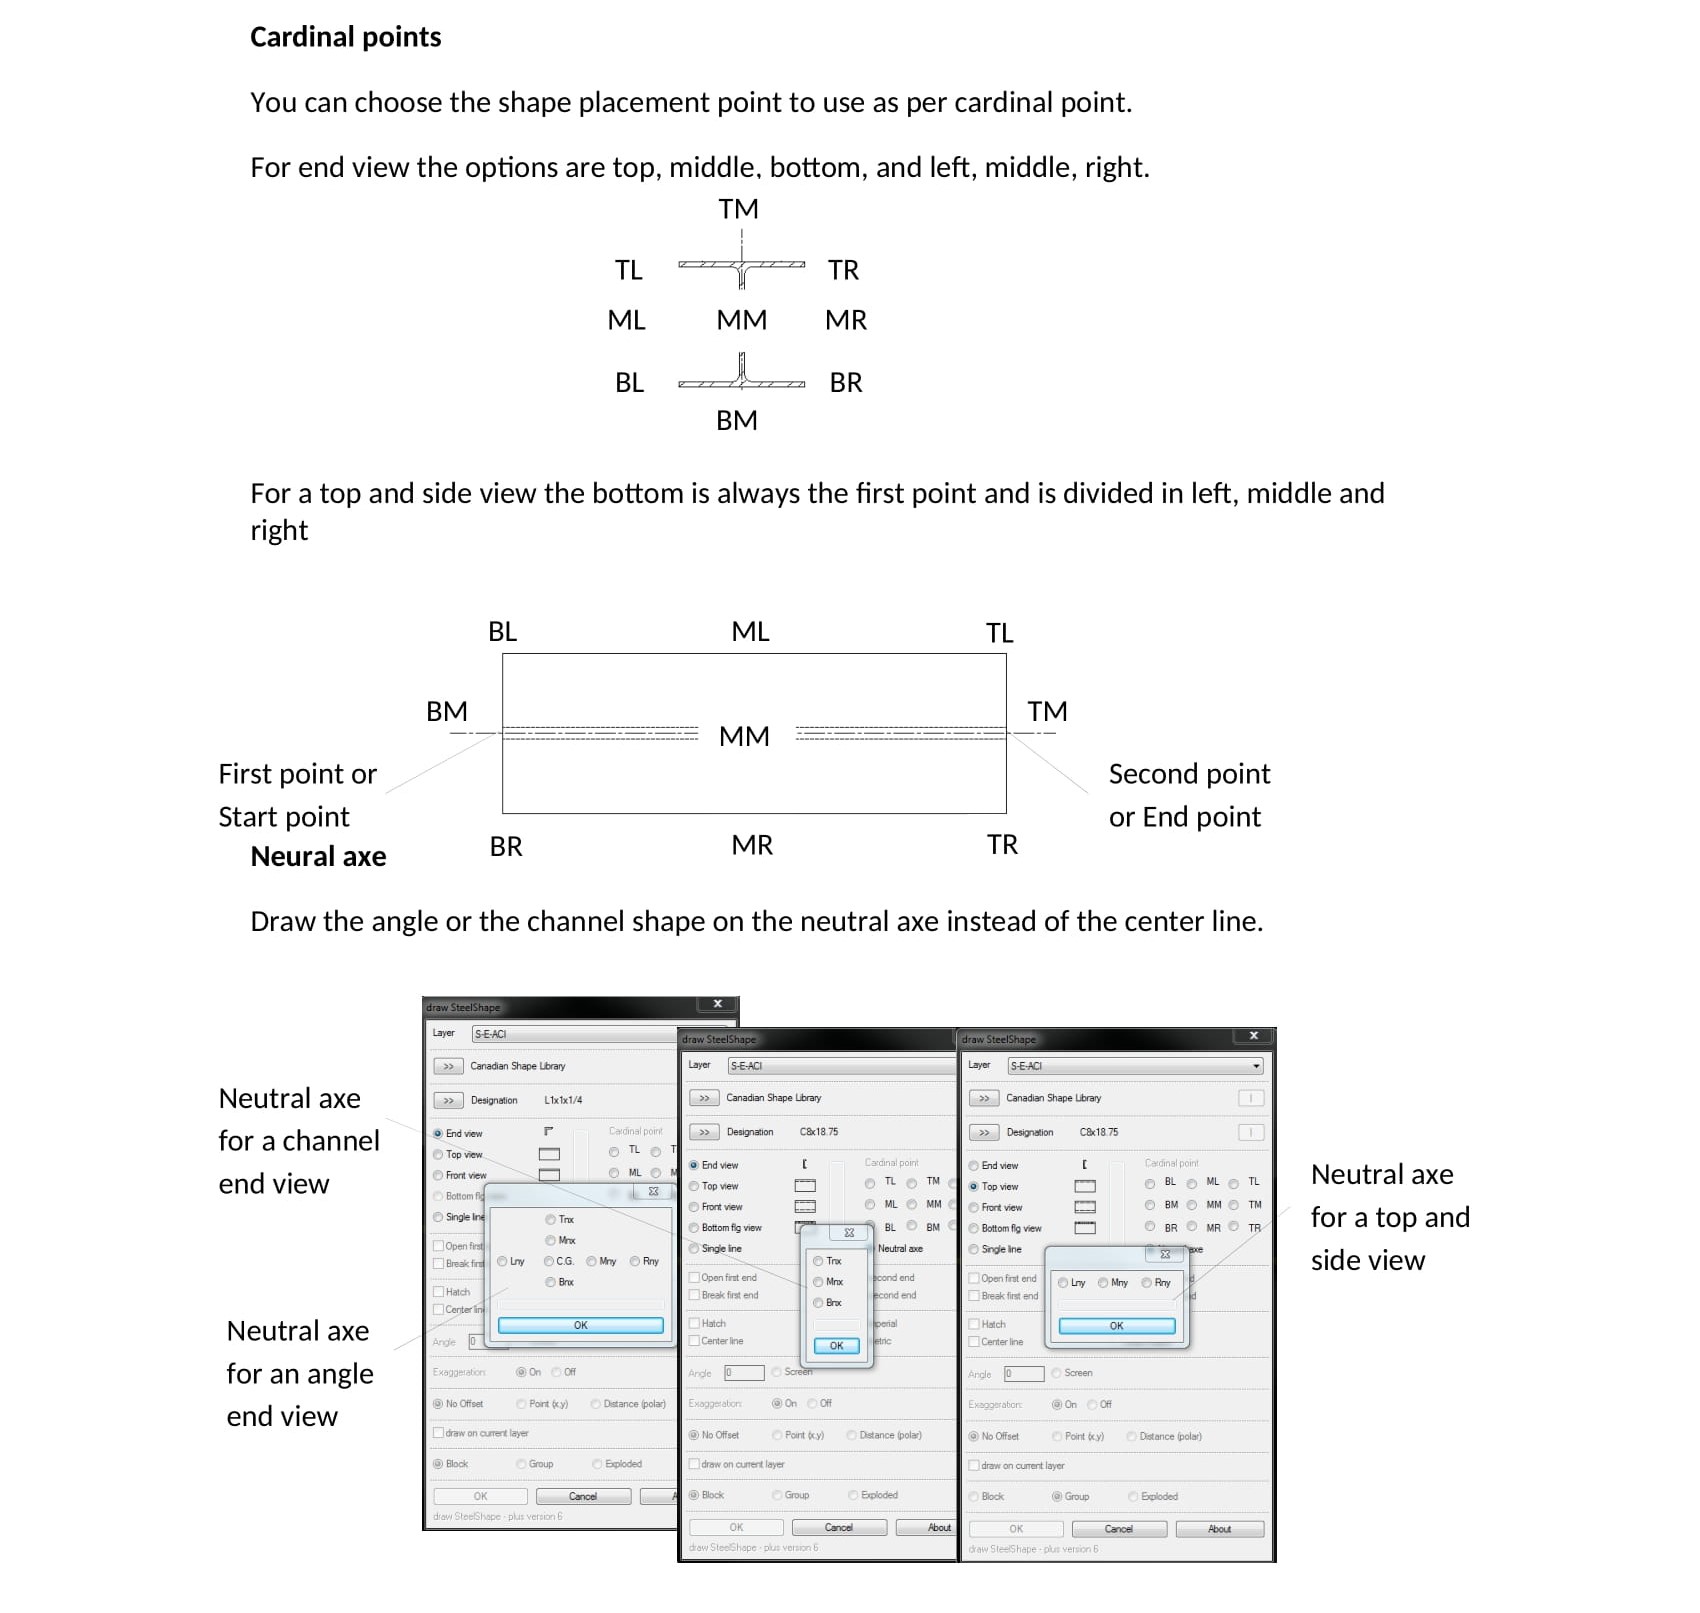 Cardinal points
You can choose the shape placement point to use as per cardinal point.
For end view the options are top, middle, bottom, and left, middle, right.
TM
TL TR
ML MM MR
BL BR
BM
For a top and side view the bottom is always the first point and is divided in left, middle and
right
BL ML TL
BM TM
MM
First point or
Start point
Second point
or End point
BR MR TR
Neural axe
Draw the angle or the channel shape on the neutral axe instead of the center line.
Neutral axe
for a channel
end view
Neutral axe
for an angle
end view
draw SteelShape
Layer S-E-ACI
>> Canadian Shape Library
>> Designation L1x1x1/4
End view Cardinal point
Top view TL
Front view ML
Bottom
Single line
Open first
Break first
Hatch
Center
Angle 0
Tnx
Mnx
Lny C.G. Mny Rny
Bnx
OK
Exaggeration: On Off
No Offset Point (x,y) Distance (polar)
draw on current layer
Block Group Exploded
OK Cancel
draw SteelShape - plus version 6
draw SteelShape
Layer S-E-ACI
>> Canadian Shape Library
>> Designation C8x18.75
End view Cardinal point
Top view TL TM
Front view ML MM
Bottom flg view BL BM
Single line Neutral axe
Open first end econd end
Break first end econd end
Hatch perial
Center line etric
Tnx
Mnx
Bnx
OK
Angle 0 Screen
Exaggeration: On Off
No Offset Point (x,y) Distance (polar)
draw on current layer
Block Group Exploded
OK Cancel About
draw SteelShape - plus version 6
draw SteelShape
Layer S-E-ACI
>> Canadian Shape Library
>> Designation C8x18.75
End view Cardinal point
Top view BL ML TL
Front view BM MM TM
Bottom flg view BR MR TR
Single line axe
Open first end
Break first end
Hatch
Center line
Lny Mny Rny
OK
Angle 0 Screen
Exaggeration: On Off
No Offset Point (x,y) Distance (polar)
draw on current layer
Block Group Exploded
OK Cancel About
draw SteelShape - plus version 6
Neutral axe
for a top and
side view